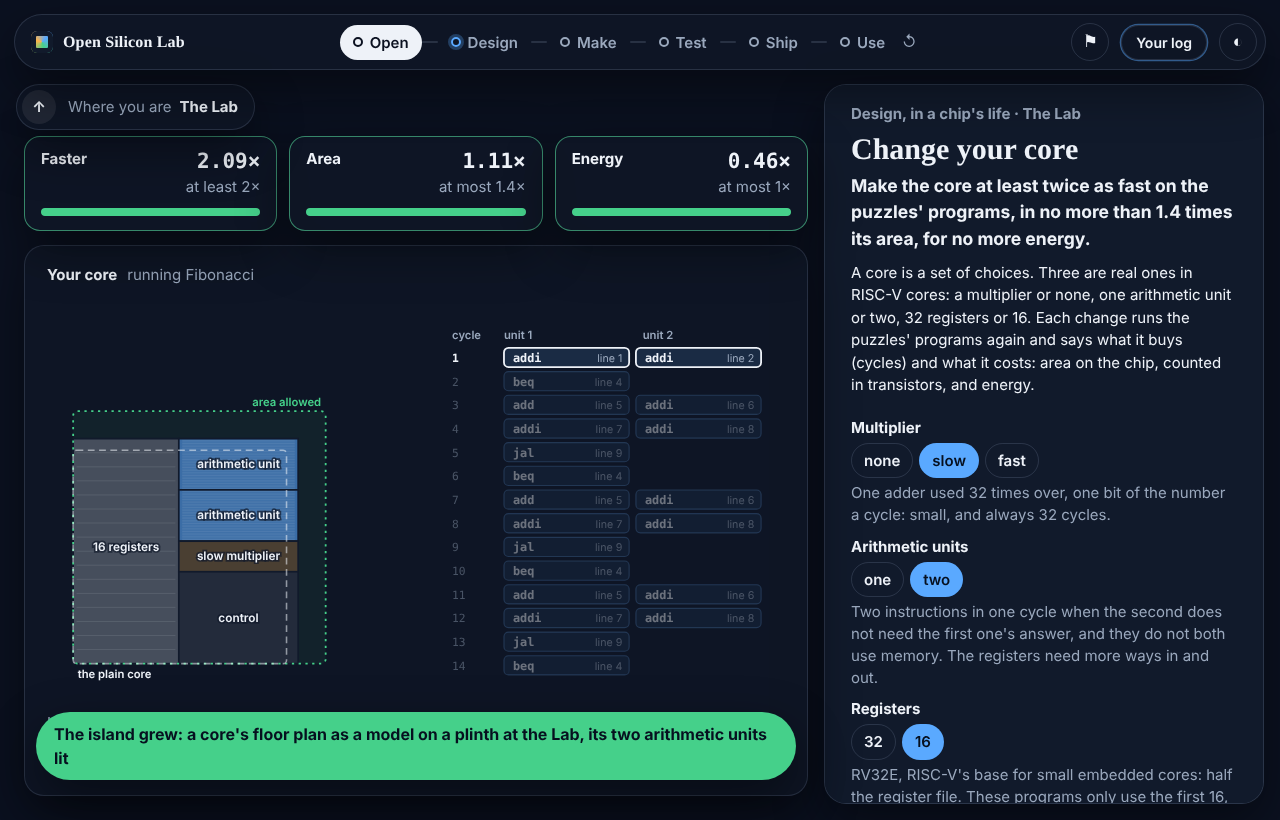 Open Silicon Lab
Open
Design
Make
Test
Ship
Use
Your log
Where you are The Lab
Faster 2.09×
at least 2×
Area 1.11×
at most 1.4×
Energy 0.46×
at most 1×
Your core running Fibonacci
area allowed
arithmetic unit
arithmetic unit
16 registers
slow multiplier
control
the plain core
cycle unit 1 unit 2
1 addi line 1 addi line 2
2 beq line 4
3 add line 5 addi line 6
4 addi line 7 addi line 8
5 jal line 9
6 beq line 4
7 add line 5 addi line 6
8 addi line 7 addi line 8
9 jal line 9
10 beq line 4
11 add line 5 addi line 6
12 addi line 7 addi line 8
13 jal line 9
14 beq line 4
The island grew: a core's floor plan as a model on a plinth at the Lab, its two arithmetic units
lit
Design, in a chip's life · The Lab
Change your core
Make the core at least twice as fast on the
puzzles' programs, in no more than 1.4 times
its area, for no more energy.
A core is a set of choices. Three are real ones in
RISC-V cores: a multiplier or none, one arithmetic unit
or two, 32 registers or 16. Each change runs the
puzzles' programs again and says what it buys
(cycles) and what it costs: area on the chip, counted
in transistors, and energy.
Multiplier
none slow fast
One adder used 32 times over, one bit of the number
a cycle: small, and always 32 cycles.
Arithmetic units
one two
Two instructions in one cycle when the second does
not need the first one's answer, and they do not both
use memory. The registers need more ways in and
out.
Registers
32 16
RV32E, RISC-V's base for small embedded cores: half
the register file. These programs only use the first 16,